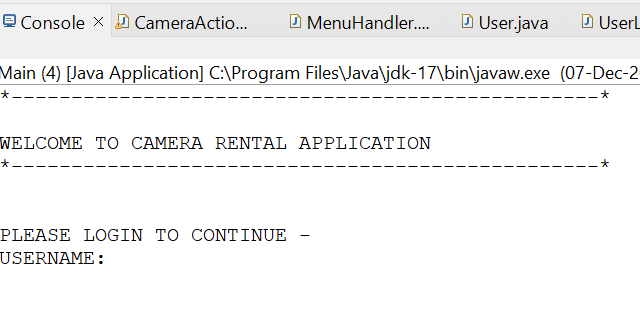 Console CameraActio... MenuHandler.... User.java UserL
Main (4) [Java Application] C:\Program Files\Java\jdk-17\bin\javaw.exe (07-Dec-2
*-------------------------------------------------*
WELCOME TO CAMERA RENTAL APPLICATION
*-------------------------------------------------*
PLEASE LOGIN TO CONTINUE -
USERNAME: